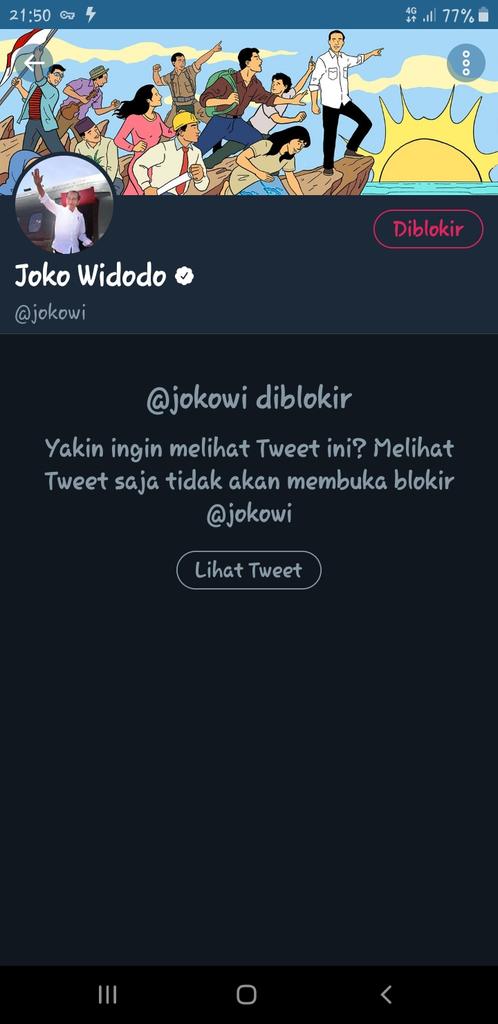 21:50
4G 77%
Diblokir
Joko Widodo
@jokowi
@jokowi diblokir
Yakin ingin melihat Tweet ini? Melihat
Tweet saja tidak akan membuka blokir
@jokowi
Lihat Tweet